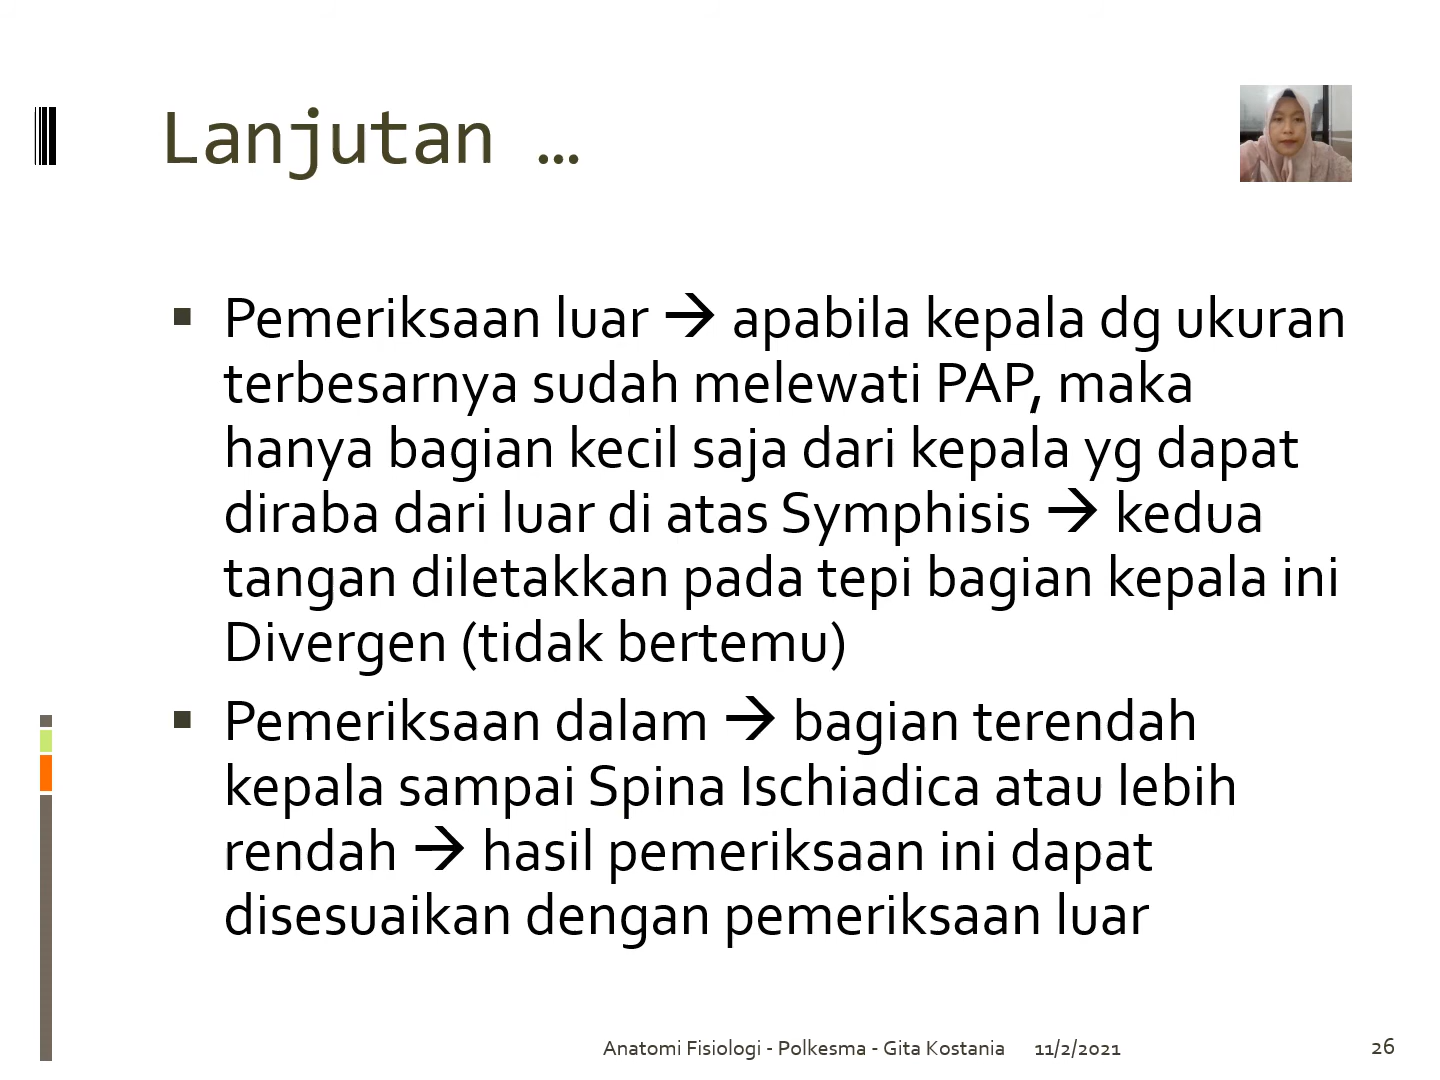 Lanjutan …
▪ Pemeriksaan luar → apabila kepala dg ukuran
terbesarnya sudah melewati PAP, maka
hanya bagian kecil saja dari kepala yg dapat
diraba dari luar di atas Symphisis → kedua
tangan diletakkan pada tepi bagian kepala ini
Divergen (tidak bertemu)
▪ Pemeriksaan dalam → bagian terendah
kepala sampai Spina Ischiadica atau lebih
rendah → hasil pemeriksaan ini dapat
disesuaikan dengan pemeriksaan luar
Anatomi Fisiologi - Polkesma - Gita Kostania 11/2/2021 26